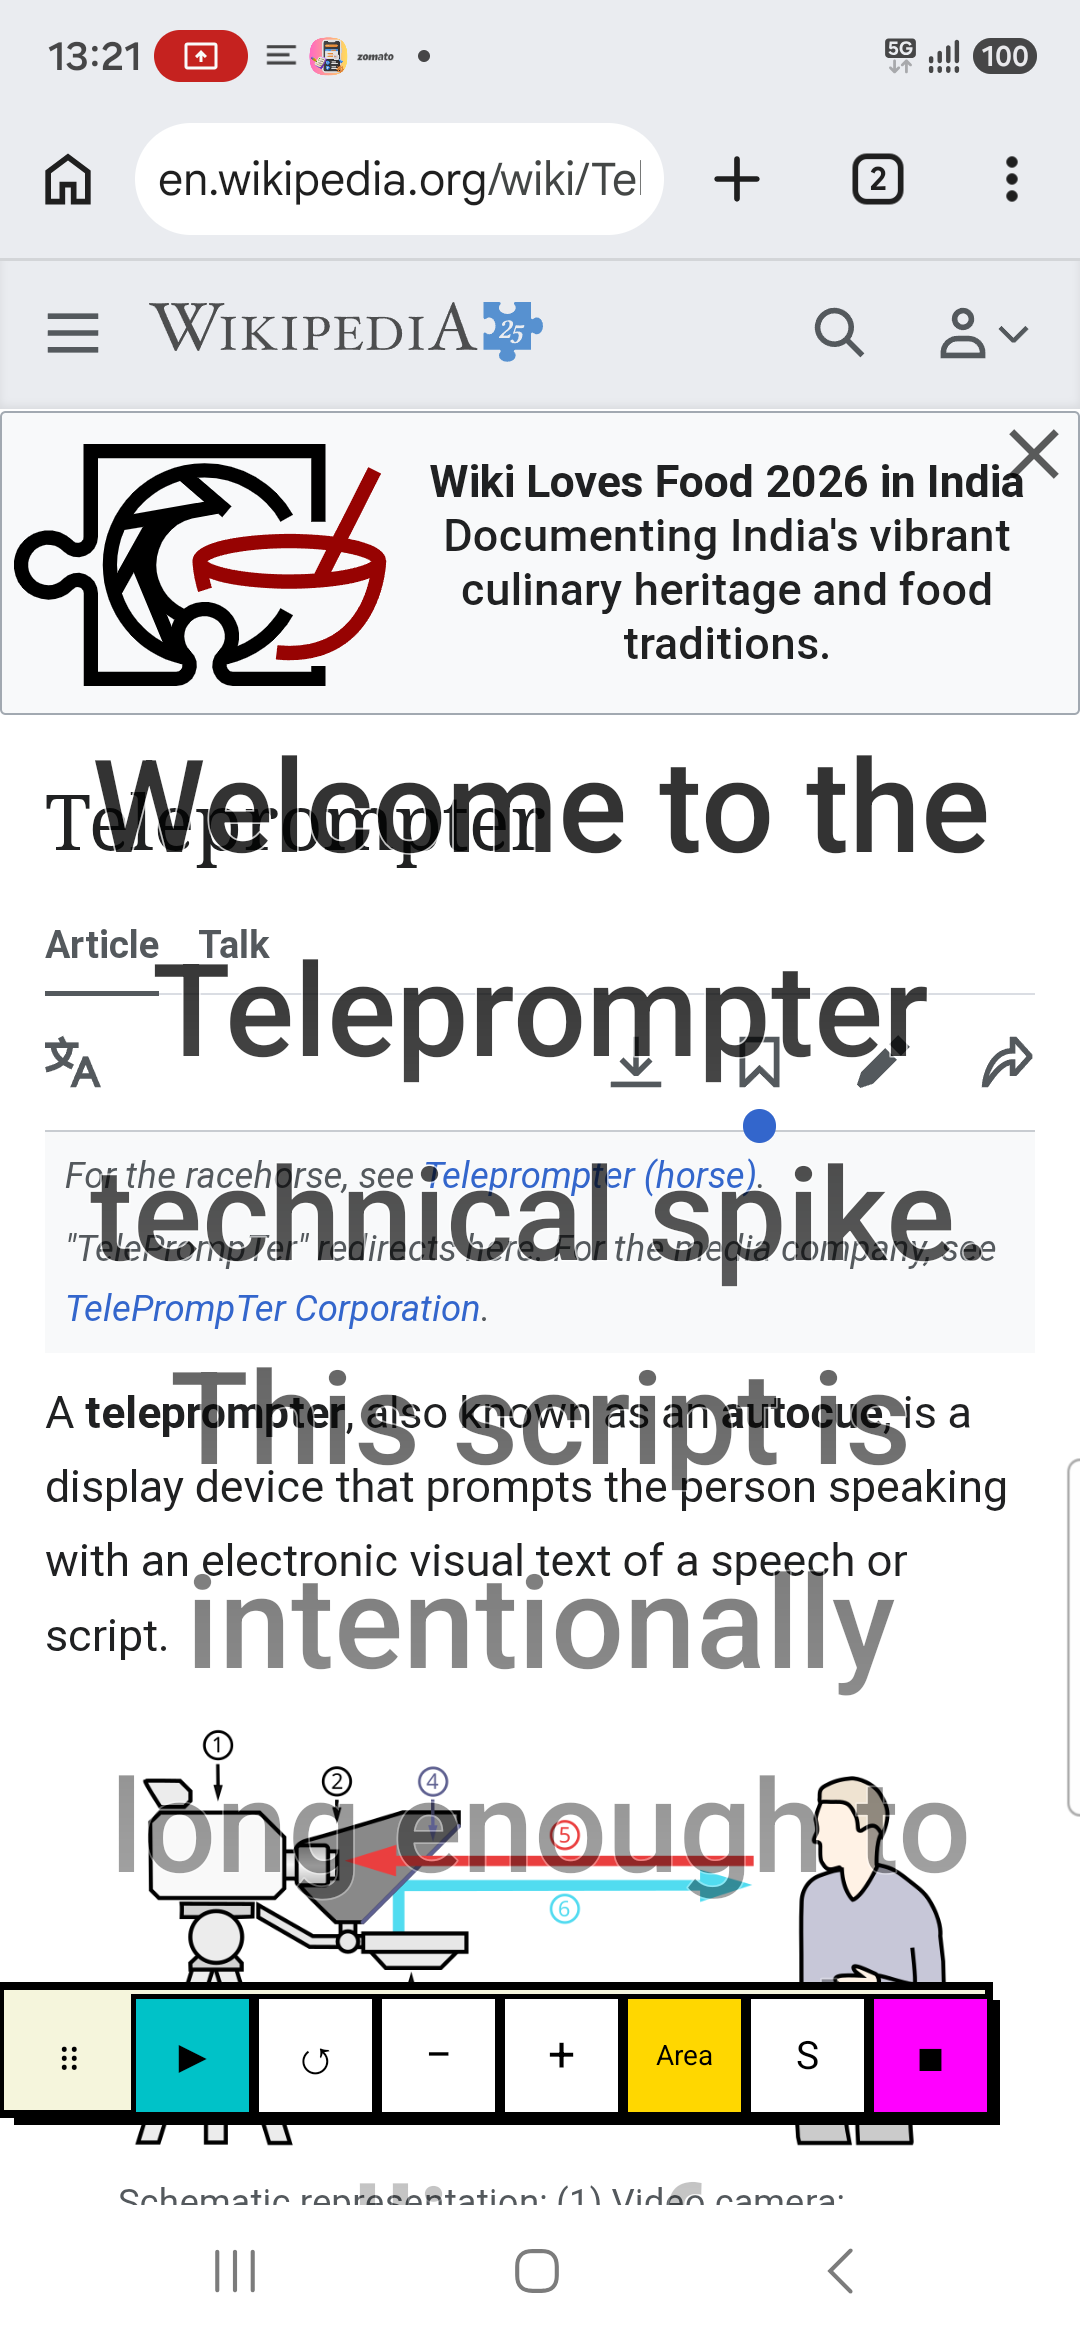 13:21
zomato
5G
100
en.wikipedia.org/wiki/Tel
2
WIKIPEDIA 25
Wiki Loves Food 2026 in India
Documenting India's vibrant
culinary heritage and food
traditions.
Welcome to the
Teleprompter
Article Talk
Teleprompter
文A
For the racehorse, see Teleprompter (horse).
technical spike.
"TelePrompTer" redirects here. For the media company, see
TelePrompTer Corporation.
This script is
A teleprompter, also known as an autocue, is a
display device that prompts the person speaking
with an electronic visual text of a speech or
script.
intentionally
1
2
4
long enough to
5
6
− + Area S
Schematic representation: (1) Video camera;